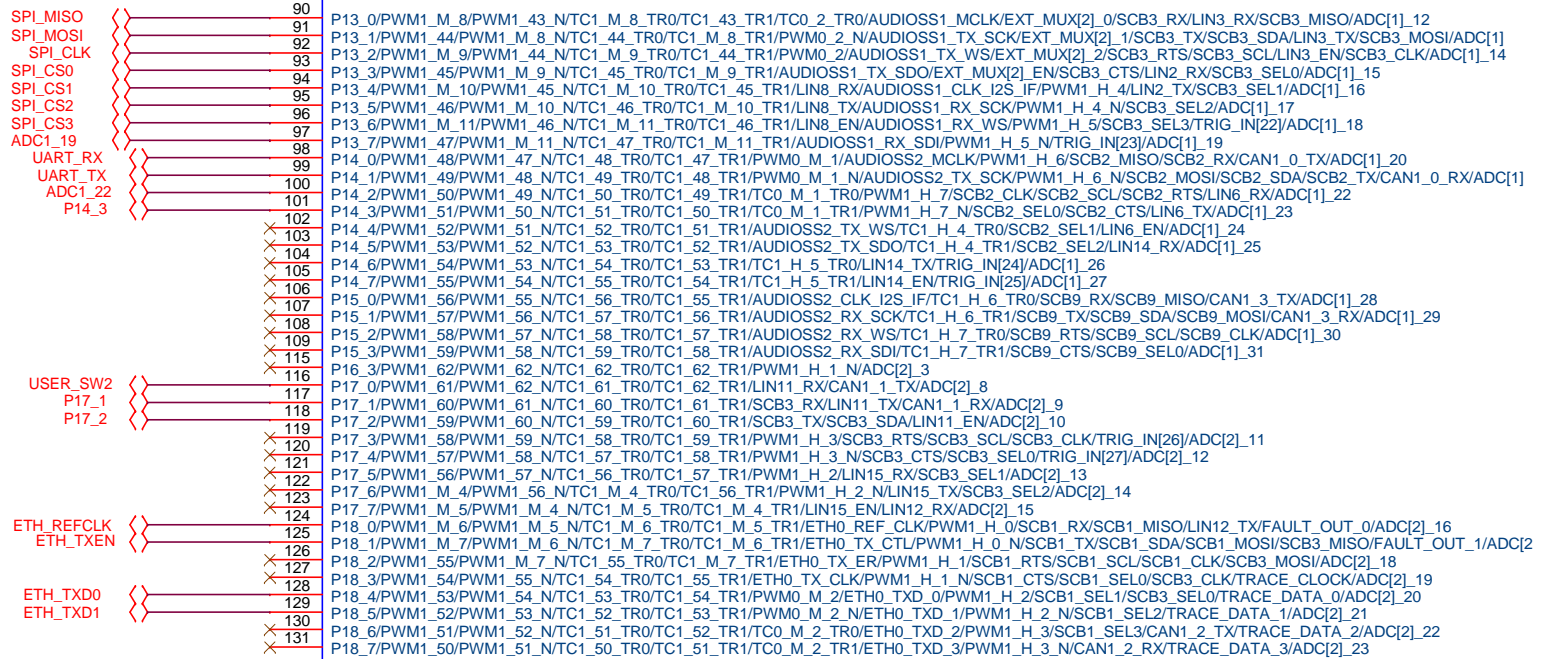 SPI_MISO 90 P13_0/PWM1_M_8/PWM1_43_N/TC1_M_8_TR0/TC1_43_TR1/TC0_2_TR0/AUDIOSS1_MCLK/EXT_MUX[2]_0/SCB3_RX/LIN3_RX/SCB3_MISO/ADC[1]_12
SPI_MOSI 91 P13_1/PWM1_44/PWM1_M_8_N/TC1_44_TR0/TC1_M_8_TR1/PWM0_2_N/AUDIOSS1_TX_SCK/EXT_MUX[2]_1/SCB3_TX/SCB3_SDA/LIN3_TX/SCB3_MOSI/ADC[1]
SPI_CLK 92 P13_2/PWM1_M_9/PWM1_44_N/TC1_M_9_TR0/TC1_44_TR1/PWM0_2/AUDIOSS1_TX_WS/EXT_MUX[2]_2/SCB3_RTS/SCB3_SCL/LIN3_EN/SCB3_CLK/ADC[1]_14
SPI_CS0 93 P13_3/PWM1_45/PWM1_M_9_N/TC1_45_TR0/TC1_M_9_TR1/AUDIOSS1_TX_SDO/EXT_MUX[2]_EN/SCB3_CTS/LIN2_RX/SCB3_SEL0/ADC[1]_15
SPI_CS1 94 P13_4/PWM1_M_10/PWM1_45_N/TC1_M_10_TR0/TC1_45_TR1/LIN8_RX/AUDIOSS1_CLK_I2S_IF/PWM1_H_4/LIN2_TX/SCB3_SEL1/ADC[1]_16
SPI_CS2 95 P13_5/PWM1_46/PWM1_M_10_N/TC1_46_TR0/TC1_M_10_TR1/LIN8_TX/AUDIOSS1_RX_SCK/PWM1_H_4_N/SCB3_SEL2/ADC[1]_17
SPI_CS3 96 P13_6/PWM1_M_11/PWM1_46_N/TC1_M_11_TR0/TC1_46_TR1/LIN8_EN/AUDIOSS1_RX_WS/PWM1_H_5/SCB3_SEL3/TRIG_IN[22]/ADC[1]_18
ADC1_19 97 P13_7/PWM1_47/PWM1_M_11_N/TC1_47_TR0/TC1_M_11_TR1/AUDIOSS1_RX_SDI/PWM1_H_5_N/TRIG_IN[23]/ADC[1]_19
UART_RX 98 P14_0/PWM1_48/PWM1_47_N/TC1_48_TR0/TC1_47_TR1/PWM0_M_1/AUDIOSS2_MCLK/PWM1_H_6/SCB2_MISO/SCB2_RX/CAN1_0_TX/ADC[1]_20
UART_TX 99 P14_1/PWM1_49/PWM1_48_N/TC1_49_TR0/TC1_48_TR1/PWM0_M_1_N/AUDIOSS2_TX_SCK/PWM1_H_6_N/SCB2_MOSI/SCB2_SDA/SCB2_TX/CAN1_0_RX/ADC[1]
ADC1_22 100 P14_2/PWM1_50/PWM1_49_N/TC1_50_TR0/TC1_49_TR1/TC0_M_1_TR0/PWM1_H_7/SCB2_CLK/SCB2_SCL/SCB2_RTS/LIN6_RX/ADC[1]_22
P14_3 101 P14_3/PWM1_51/PWM1_50_N/TC1_51_TR0/TC1_50_TR1/TC0_M_1_TR1/PWM1_H_7_N/SCB2_SEL0/SCB2_CTS/LIN6_TX/ADC[1]_23
102 P14_4/PWM1_52/PWM1_51_N/TC1_52_TR0/TC1_51_TR1/AUDIOSS2_TX_WS/TC1_H_4_TR0/SCB2_SEL1/LIN6_EN/ADC[1]_24
103 P14_5/PWM1_53/PWM1_52_N/TC1_53_TR0/TC1_52_TR1/AUDIOSS2_TX_SDO/TC1_H_4_TR1/SCB2_SEL2/LIN14_RX/ADC[1]_25
104 P14_6/PWM1_54/PWM1_53_N/TC1_54_TR0/TC1_53_TR1/TC1_H_5_TR0/LIN14_TX/TRIG_IN[24]/ADC[1]_26
105 P14_7/PWM1_55/PWM1_54_N/TC1_55_TR0/TC1_54_TR1/TC1_H_5_TR1/LIN14_EN/TRIG_IN[25]/ADC[1]_27
106 P15_0/PWM1_56/PWM1_55_N/TC1_56_TR0/TC1_55_TR1/AUDIOSS2_CLK_I2S_IF/TC1_H_6_TR0/SCB9_RX/SCB9_MISO/CAN1_3_TX/ADC[1]_28
107 P15_1/PWM1_57/PWM1_56_N/TC1_57_TR0/TC1_56_TR1/AUDIOSS2_RX_SCK/TC1_H_6_TR1/SCB9_TX/SCB9_SDA/SCB9_MOSI/CAN1_3_RX/ADC[1]_29
108 P15_2/PWM1_58/PWM1_57_N/TC1_58_TR0/TC1_57_TR1/AUDIOSS2_RX_WS/TC1_H_7_TR0/SCB9_RTS/SCB9_SCL/SCB9_CLK/ADC[1]_30
109 P15_3/PWM1_59/PWM1_58_N/TC1_59_TR0/TC1_58_TR1/AUDIOSS2_RX_SDI/TC1_H_7_TR1/SCB9_CTS/SCB9_SEL0/ADC[1]_31
115 P16_3/PWM1_62/PWM1_62_N/TC1_62_TR0/TC1_62_TR1/PWM1_H_1_N/ADC[2]_3
USER_SW2 116 P17_0/PWM1_61/PWM1_62_N/TC1_61_TR0/TC1_62_TR1/LIN11_RX/CAN1_1_TX/ADC[2]_8
P17_1 117 P17_1/PWM1_60/PWM1_61_N/TC1_60_TR0/TC1_61_TR1/SCB3_RX/LIN11_TX/CAN1_1_RX/ADC[2]_9
P17_2 118 P17_2/PWM1_59/PWM1_60_N/TC1_59_TR0/TC1_60_TR1/SCB3_TX/SCB3_SDA/LIN11_EN/ADC[2]_10
119 P17_3/PWM1_58/PWM1_59_N/TC1_58_TR0/TC1_59_TR1/PWM1_H_3/SCB3_RTS/SCB3_SCL/SCB3_CLK/TRIG_IN[26]/ADC[2]_11
120 P17_4/PWM1_57/PWM1_58_N/TC1_57_TR0/TC1_58_TR1/PWM1_H_3_N/SCB3_CTS/SCB3_SEL0/TRIG_IN[27]/ADC[2]_12
121 P17_5/PWM1_56/PWM1_57_N/TC1_56_TR0/TC1_57_TR1/PWM1_H_2/LIN15_RX/SCB3_SEL1/ADC[2]_13
122 P17_6/PWM1_M_4/PWM1_56_N/TC1_M_4_TR0/TC1_56_TR1/PWM1_H_2_N/LIN15_TX/SCB3_SEL2/ADC[2]_14
123 P17_7/PWM1_M_5/PWM1_M_4_N/TC1_M_5_TR0/TC1_M_4_TR1/LIN15_EN/LIN12_RX/ADC[2]_15
ETH_REFCLK 124 P18_0/PWM1_M_6/PWM1_M_5_N/TC1_M_6_TR0/TC1_M_5_TR1/ETH0_REF_CLK/PWM1_H_0/SCB1_RX/SCB1_MISO/LIN12_TX/FAULT_OUT_0/ADC[2]_16
ETH_TXEN 125 P18_1/PWM1_M_7/PWM1_M_6_N/TC1_M_7_TR0/TC1_M_6_TR1/ETH0_TX_CTL/PWM1_H_0_N/SCB1_TX/SCB1_SDA/SCB1_MOSI/SCB3_MISO/FAULT_OUT_1/ADC[2
126 P18_2/PWM1_55/PWM1_M_7_N/TC1_55_TR0/TC1_M_7_TR1/ETH0_TX_ER/PWM1_H_1/SCB1_RTS/SCB1_SCL/SCB1_CLK/SCB3_MOSI/ADC[2]_18
127 P18_3/PWM1_54/PWM1_55_N/TC1_54_TR0/TC1_55_TR1/ETH0_TX_CLK/PWM1_H_1_N/SCB1_CTS/SCB1_SEL0/SCB3_CLK/TRACE_CLOCK/ADC[2]_19
ETH_TXD0 128 P18_4/PWM1_53/PWM1_54_N/TC1_53_TR0/TC1_54_TR1/PWM0_M_2/ETH0_TXD_0/PWM1_H_2/SCB1_SEL1/SCB3_SEL0/TRACE_DATA_0/ADC[2]_20
ETH_TXD1 129 P18_5/PWM1_52/PWM1_53_N/TC1_52_TR0/TC1_53_TR1/PWM0_M_2_N/ETH0_TXD_1/PWM1_H_2_N/SCB1_SEL2/TRACE_DATA_1/ADC[2]_21
130 P18_6/PWM1_51/PWM1_52_N/TC1_51_TR0/TC1_52_TR1/TC0_M_2_TR0/ETH0_TXD_2/PWM1_H_3/SCB1_SEL3/CAN1_2_TX/TRACE_DATA_2/ADC[2]_22
131 P18_7/PWM1_50/PWM1_51_N/TC1_50_TR0/TC1_51_TR1/TC0_M_2_TR1/ETH0_TXD_3/PWM1_H_3_N/CAN1_2_RX/TRACE_DATA_3/ADC[2]_23